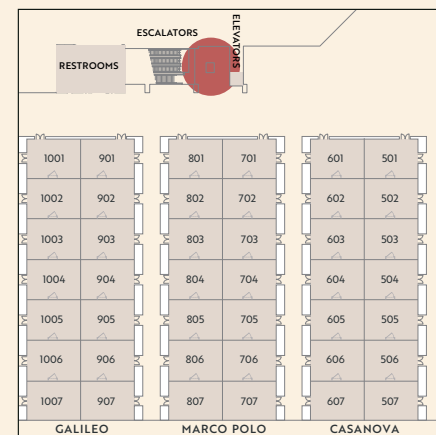 ESCALATORS
ELEVATORS
RESTROOMS
1001 901 801 701 601 501
1002 902 802 702 602 502
1003 903 803 703 603 503
1004 904 804 704 604 504
1005 905 805 705 605 505
1006 906 806 706 606 506
1007 907 807 707 607 507
GALILEO MARCO POLO CASANOVA